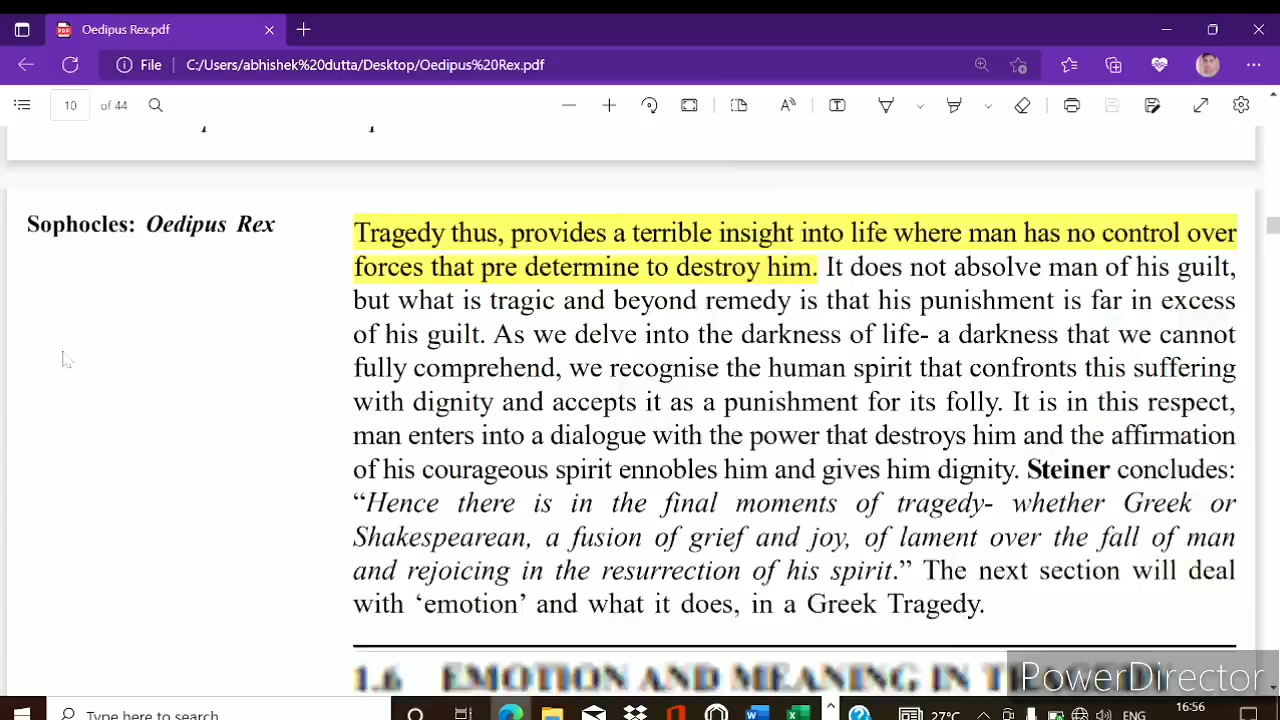 Oedipus Rex.pdf
File C:/Users/abhishek%20dutta/Desktop/Oedipus%20Rex.pdf
10 of 44
Sophocles: Oedipus Rex
Tragedy thus, provides a terrible insight into life where man has no control over
forces that pre determine to destroy him. It does not absolve man of his guilt,
but what is tragic and beyond remedy is that his punishment is far in excess
of his guilt. As we delve into the darkness of life- a darkness that we cannot
fully comprehend, we recognise the human spirit that confronts this suffering
with dignity and accepts it as a punishment for its folly. It is in this respect,
man enters into a dialogue with the power that destroys him and the affirmation
of his courageous spirit ennobles him and gives him dignity. Steiner concludes:
“Hence there is in the final moments of tragedy- whether Greek or
Shakespearean, a fusion of grief and joy, of lament over the fall of man
and rejoicing in the resurrection of his spirit.” The next section will deal
with ‘emotion’ and what it does, in a Greek Tragedy.
1.6 EMOTION AND MEANING IN
PowerDirector
Type here to search
27°C
ENG
16:56